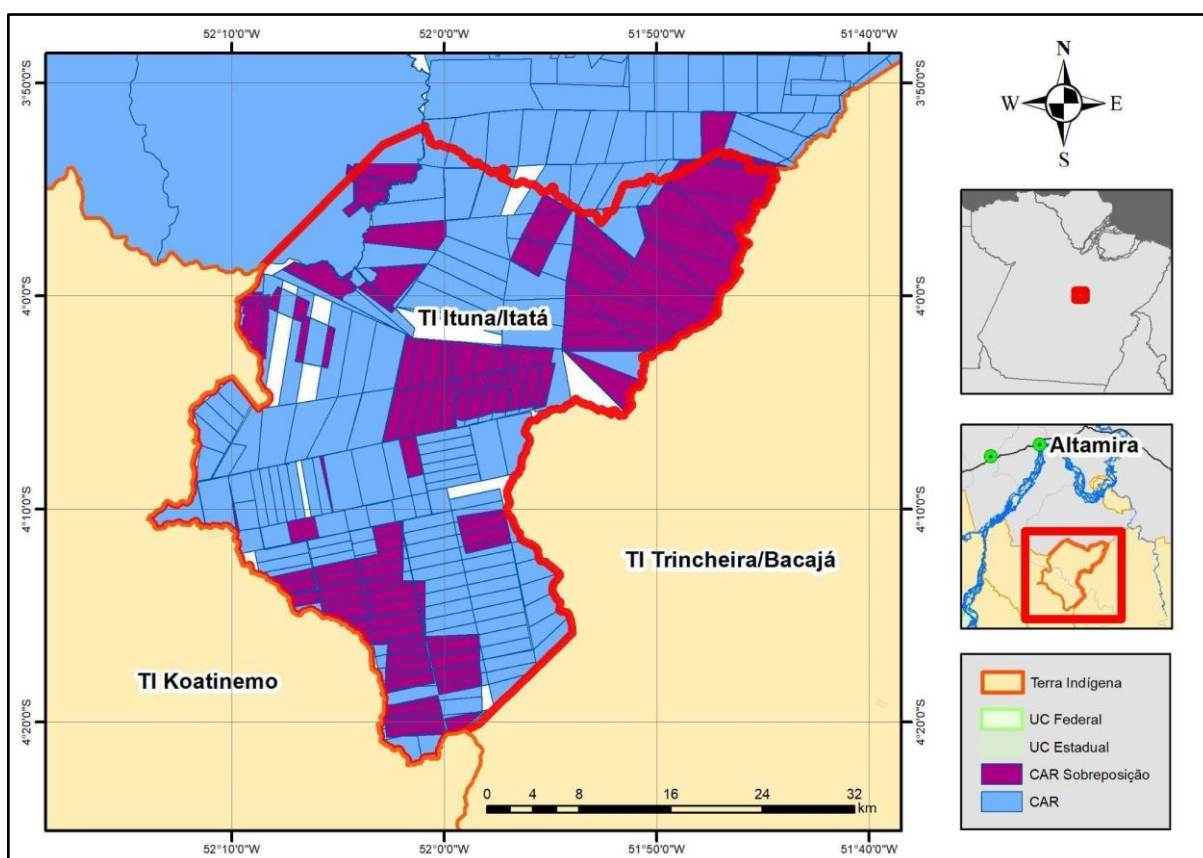 52°10'0"W
52°0'0"W
51°50'0"W
51°40'0"W
3°50'0"S
3°50'0"S
4°0'0"S
4°0'0"S
4°10'0"S
4°10'0"S
4°20'0"S
4°20'0"S
TI Ituna/Itatá
TI Trincheira/Bacajá
TI Koatinemo
0 4 8 16 24 32
km
52°10'0"W
52°0'0"W
51°50'0"W
51°40'0"W
N
W
E
S
Altamira
Terra Indígena
UC Federal
UC Estadual
CAR Sobreposição
CAR